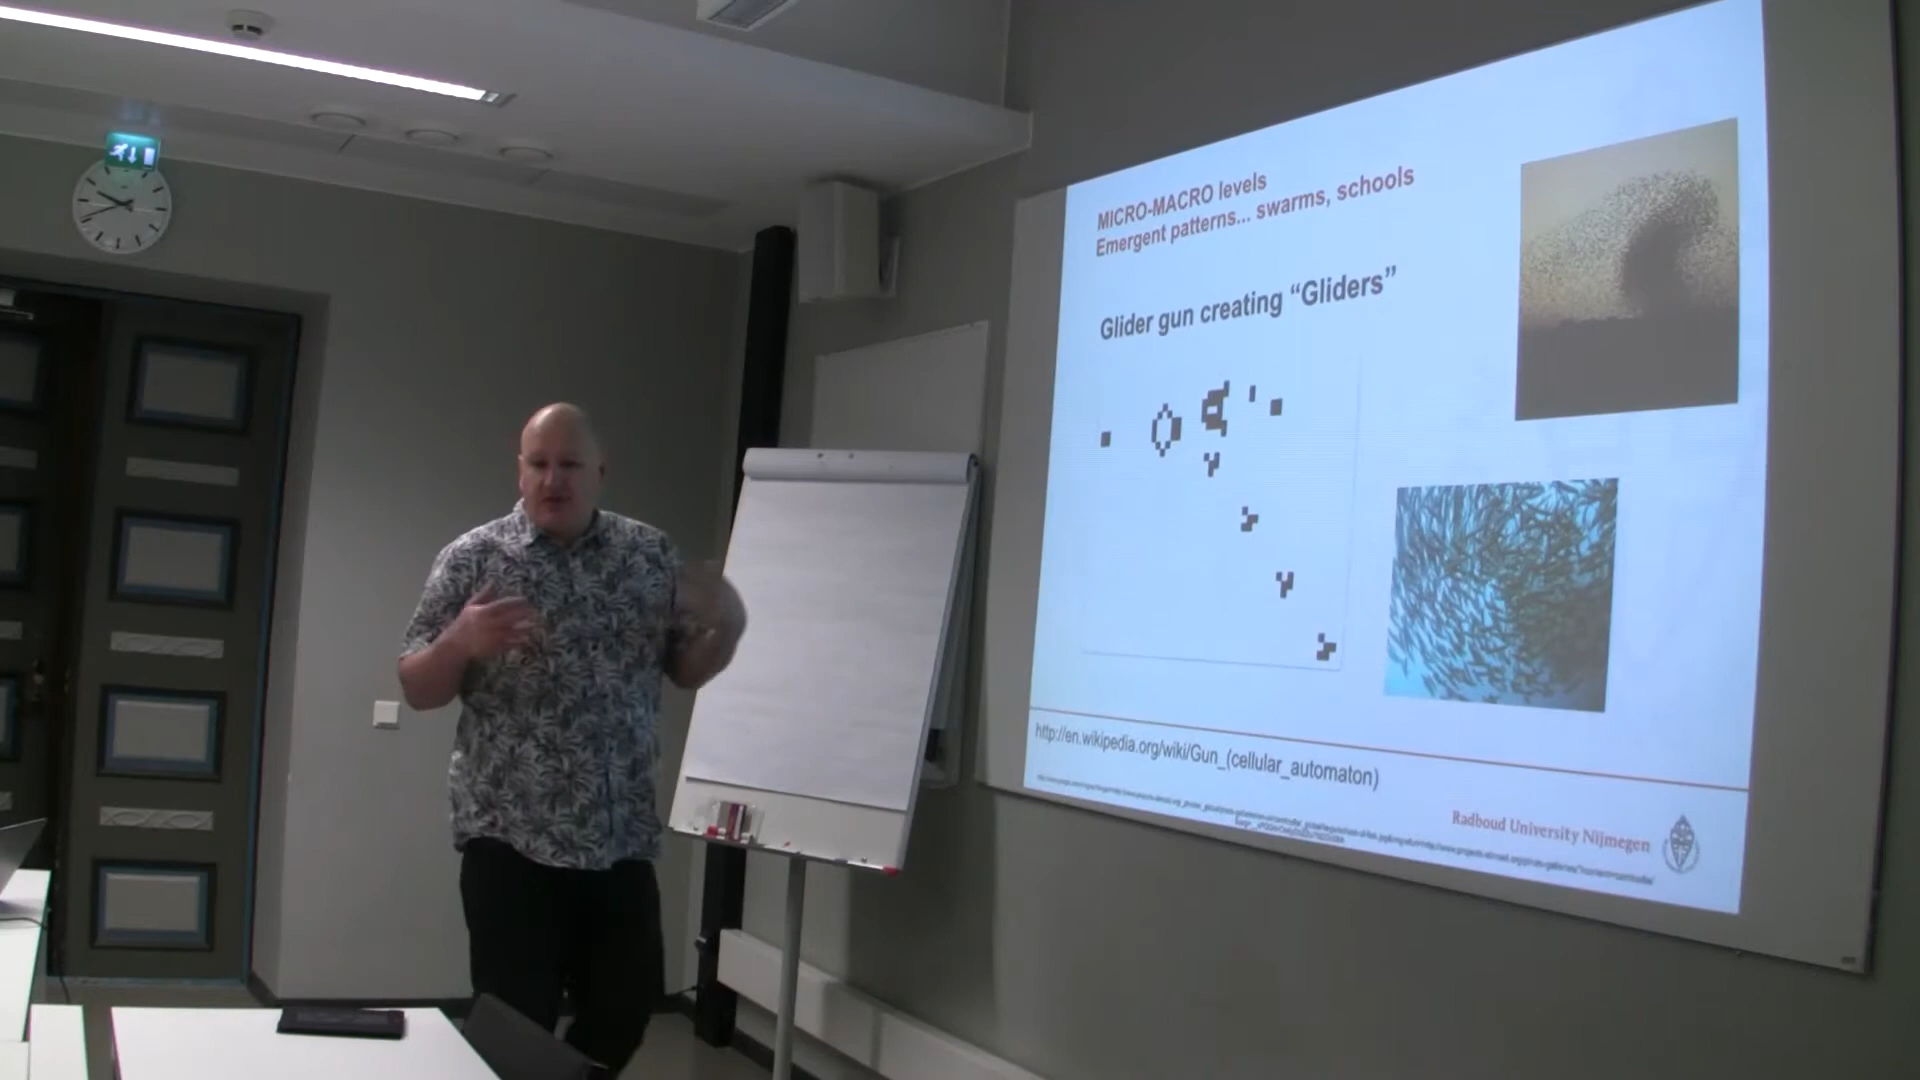 MICRO-MACRO levels
Emergent patterns... swarms, schools
Glider gun creating “Gliders”
http://en.wikipedia.org/wiki/Gun_(cellular_automaton)
Radboud University Nijmegen